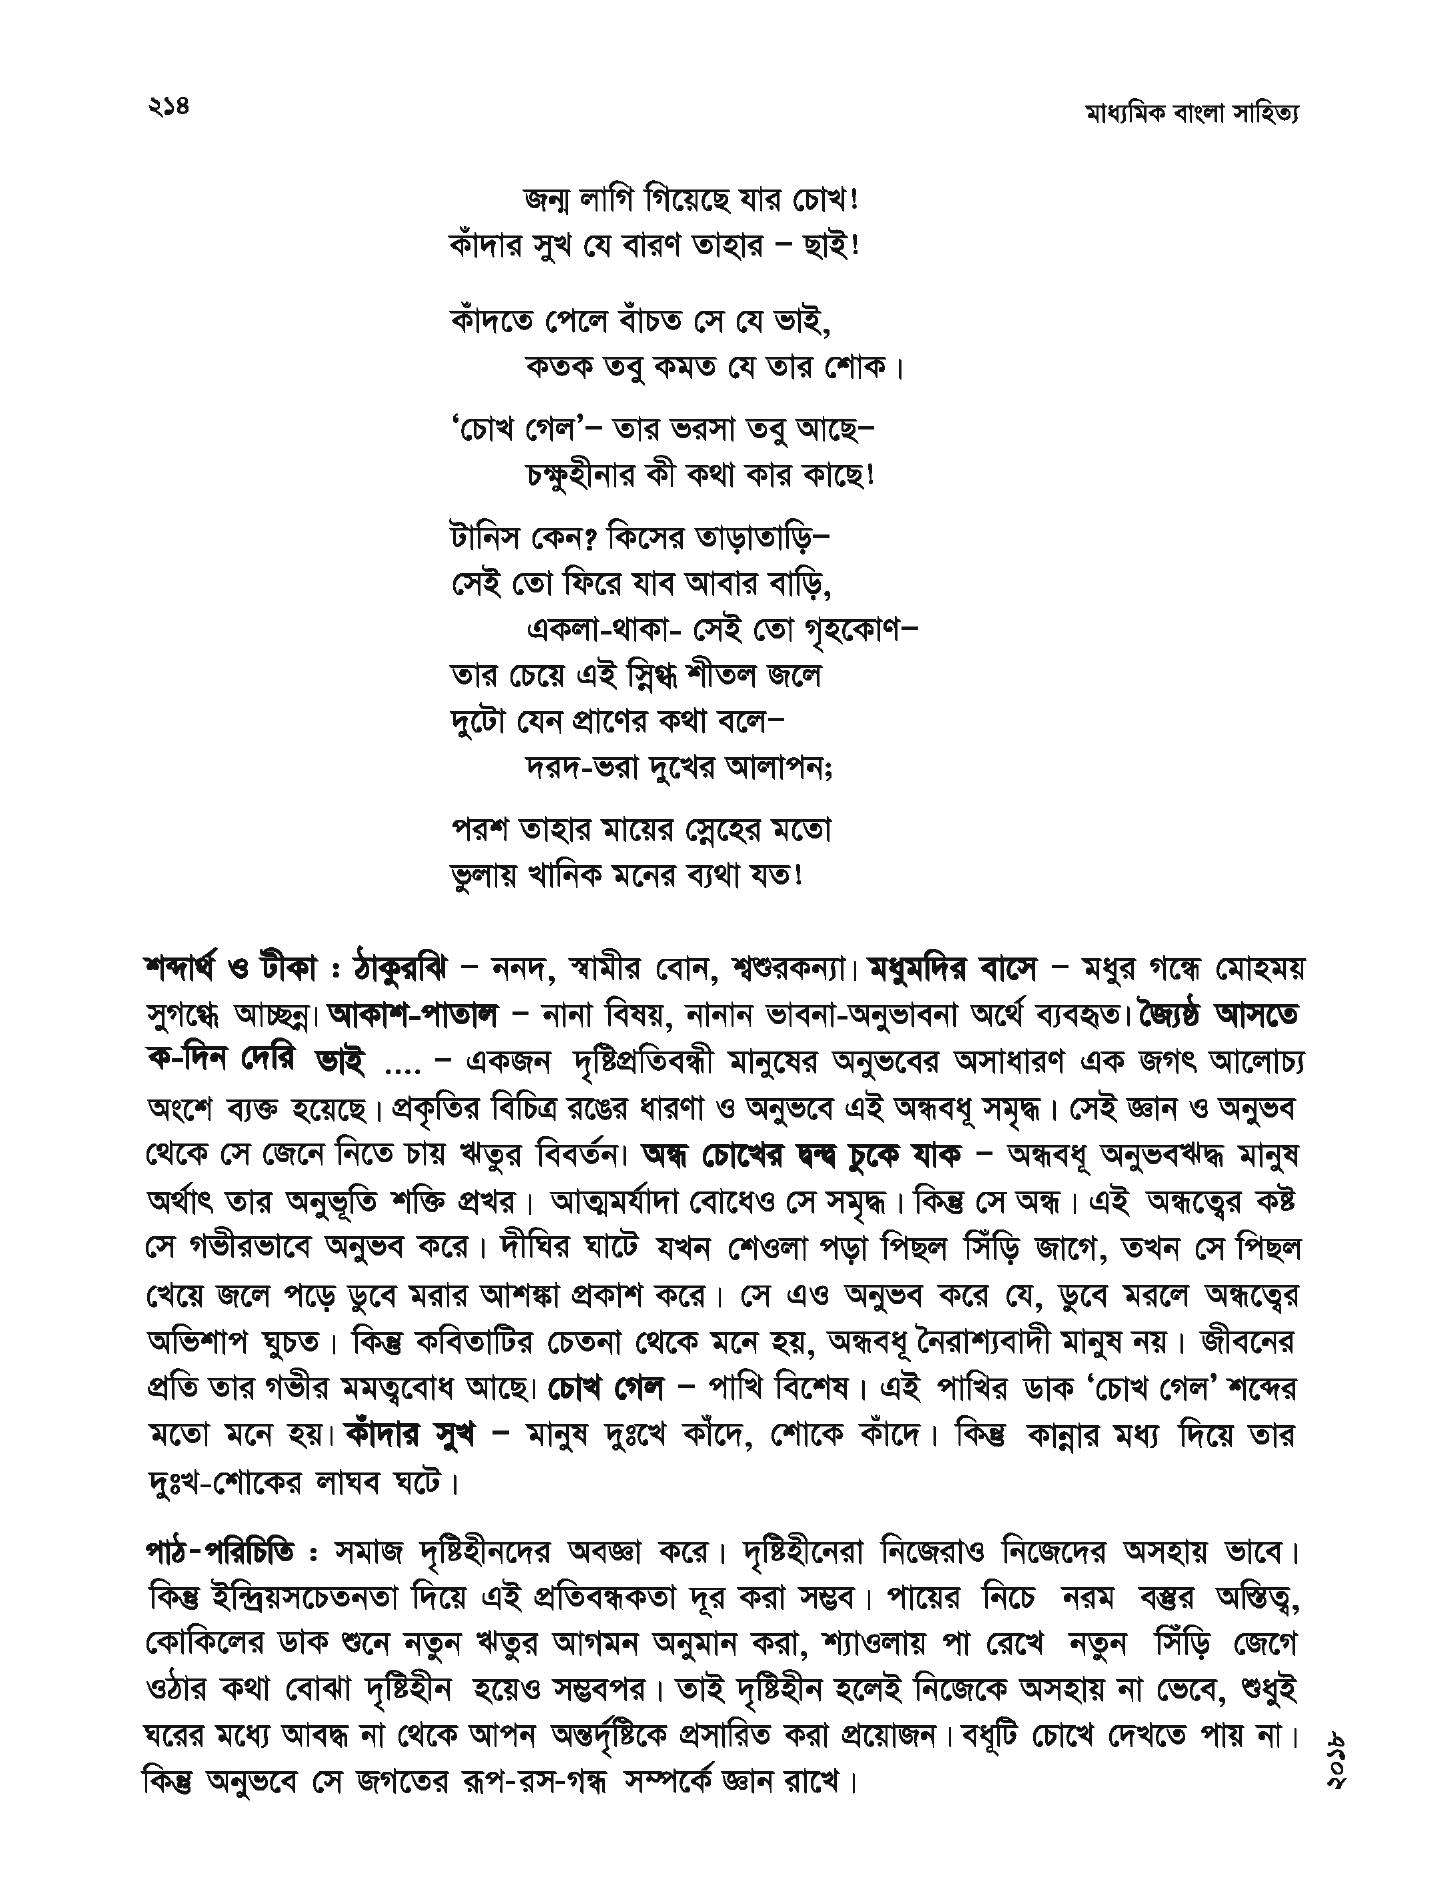 ২১৪
মাধ্যমিক বাংলা সাহিত্য
জন্ম লাগি গিয়েছে যার চোখ!
কাঁদার সুখ যে বারণ তাহার – ছাই!
কাঁদতে পেলে বাঁচত সে যে ভাই,
কতক তবু কমত যে তার শোক।
‘চোখ গেল’– তার ভরসা তবু আছে–
চক্ষুহীনার কী কথা কার কাছে!
টানিস কেন? কিসের তাড়াতাড়ি–
সেই তো ফিরে যাব আবার বাড়ি,
একলা-থাকা- সেই তো গৃহকোণ–
তার চেয়ে এই স্নিগ্ধ শীতল জলে
দুটো যেন প্রাণের কথা বলে–
দরদ-ভরা দুখের আলাপন;
পরশ তাহার মায়ের স্নেহের মতো
ভুলায় খানিক মনের ব্যথা যত!
শব্দার্থ ও টীকা : ঠাকুরঝি – ননদ, স্বামীর বোন, শ্বশুরকন্যা। মধুমদির বাসে – মধুর গন্ধে মোহময়
সুগন্ধে আচ্ছন্ন। আকাশ-পাতাল – নানা বিষয়, নানান ভাবনা-অনুভাবনা অর্থে ব্যবহৃত। জ্যৈষ্ঠ আসতে
ক-দিন দেরি ভাই .... – একজন দৃষ্টিপ্রতিবন্ধী মানুষের অনুভবের অসাধারণ এক জগৎ আলোচ্য
অংশে ব্যক্ত হয়েছে। প্রকৃতির বিচিত্র রঙের ধারণা ও অনুভবে এই অন্ধবধূ সমৃদ্ধ। সেই জ্ঞান ও অনুভব
থেকে সে জেনে নিতে চায় ঋতুর বিবর্তন। অন্ধ চোখের দ্বন্দ্ব চুকে যাক – অন্ধবধূ অনুভবঋদ্ধ মানুষ
অর্থাৎ তার অনুভূতি শক্তি প্রখর। আত্মমর্যাদা বোধেও সে সমৃদ্ধ। কিন্তু সে অন্ধ। এই অন্ধত্বের কষ্ট
সে গভীরভাবে অনুভব করে। দীঘির ঘাটে যখন শেওলা পড়া পিছল সিঁড়ি জাগে, তখন সে পিছল
খেয়ে জলে পড়ে ডুবে মরার আশঙ্কা প্রকাশ করে। সে এও অনুভব করে যে, ডুবে মরলে অন্ধত্বের
অভিশাপ ঘুচত। কিন্তু কবিতাটির চেতনা থেকে মনে হয়, অন্ধবধূ নৈরাশ্যবাদী মানুষ নয়। জীবনের
প্রতি তার গভীর মমত্ববোধ আছে। চোখ গেল – পাখি বিশেষ। এই পাখির ডাক ‘চোখ গেল’ শব্দের
মতো মনে হয়। কাঁদার সুখ – মানুষ দুঃখে কাঁদে, শোকে কাঁদে। কিন্তু কান্নার মধ্য দিয়ে তার
দুঃখ-শোকের লাঘব ঘটে।
পাঠ-পরিচিতি : সমাজ দৃষ্টিহীনদের অবজ্ঞা করে। দৃষ্টিহীনেরা নিজেরাও নিজেদের অসহায় ভাবে।
কিন্তু ইন্দ্রিয়সচেতনতা দিয়ে এই প্রতিবন্ধকতা দূর করা সম্ভব। পায়ের নিচে নরম বস্তুর অস্তিত্ব,
কোকিলের ডাক শুনে নতুন ঋতুর আগমন অনুমান করা, শ্যাওলায় পা রেখে নতুন সিঁড়ি জেগে
ওঠার কথা বোঝা দৃষ্টিহীন হয়েও সম্ভবপর। তাই দৃষ্টিহীন হলেই নিজেকে অসহায় না ভেবে, শুধুই
ঘরের মধ্যে আবদ্ধ না থেকে আপন অন্তর্দৃষ্টিকে প্রসারিত করা প্রয়োজন। বধূটি চোখে দেখতে পায় না।
কিন্তু অনুভবে সে জগতের রূপ-রস-গন্ধ সম্পর্কে জ্ঞান রাখে।
২০১৮